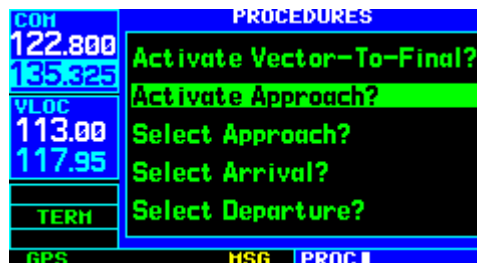 COM
122.800
135.325
VLOC
113.00
117.95
TERM
GPS
PROCEDURES
Activate Vector-To-Final?
Activate Approach?
Select Approach?
Select Arrival?
Select Departure?
MSG PROC